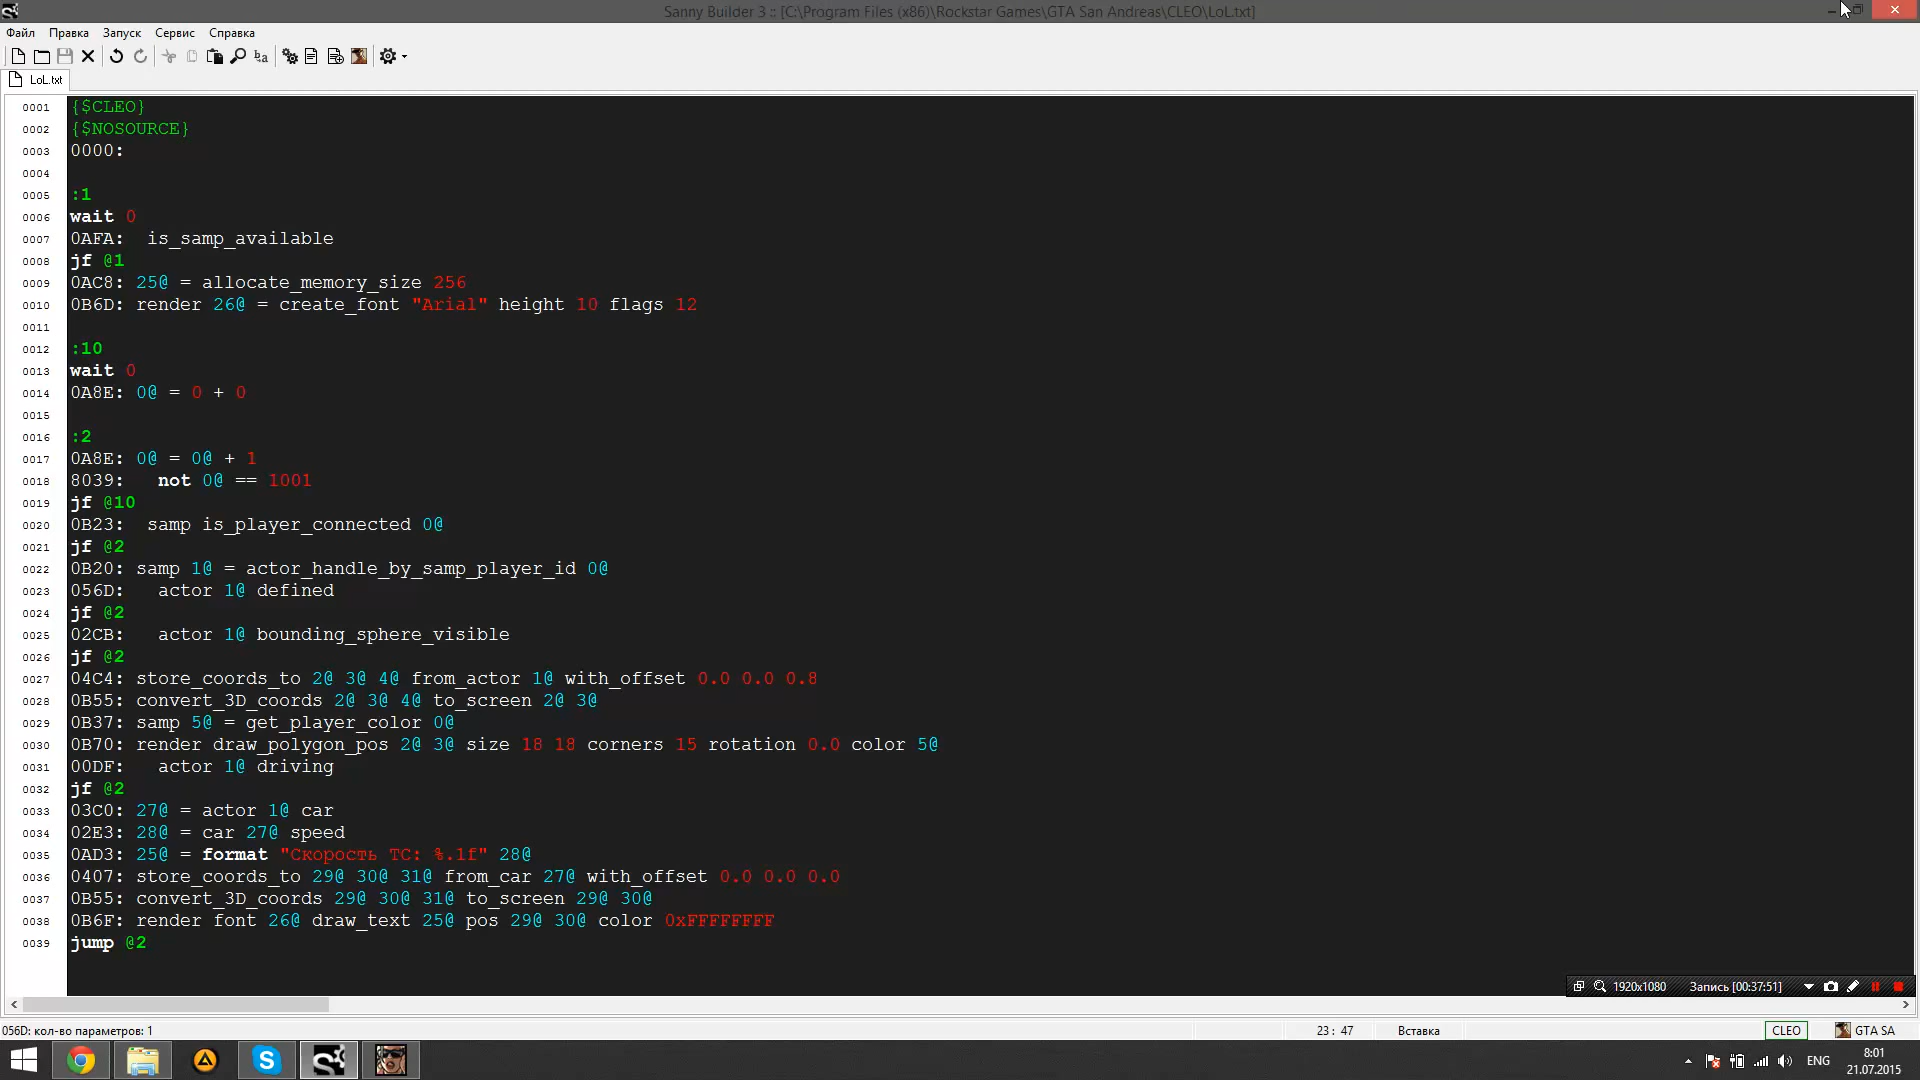 Sanny Builder 3 :: [C:\Program Files (x86)\Rockstar Games\GTA San Andreas\CLEO\LoL.txt]
Файл Правка Запуск Сервис Справка
LoL.txt
0001 {$CLEO}
0002 {$NOSOURCE}
0003 0000:
0004
0005 :1
0006 wait 0
0007 0AFA:  is_samp_available
0008 jf @1
0009 0AC8: 25@ = allocate_memory_size 256
0010 0B6D: render 26@ = create_font "Arial" height 10 flags 12
0011
0012 :10
0013 wait 0
0014 0A8E: 0@ = 0 + 0
0015
0016 :2
0017 0A8E: 0@ = 0@ + 1
0018 8039:   not 0@ == 1001
0019 jf @10
0020 0B23:  samp is_player_connected 0@
0021 jf @2
0022 0B20: samp 1@ = actor_handle_by_samp_player_id 0@
0023 056D:   actor 1@ defined
0024 jf @2
0025 02CB:   actor 1@ bounding_sphere_visible
0026 jf @2
0027 04C4: store_coords_to 2@ 3@ 4@ from_actor 1@ with_offset 0.0 0.0 0.8
0028 0B55: convert_3D_coords 2@ 3@ 4@ to_screen 2@ 3@
0029 0B37: samp 5@ = get_player_color 0@
0030 0B70: render draw_polygon_pos 2@ 3@ size 18 18 corners 15 rotation 0.0 color 5@
0031 00DF:   actor 1@ driving
0032 jf @2
0033 03C0: 27@ = actor 1@ car
0034 02E3: 28@ = car 27@ speed
0035 0AD3: 25@ = format "Скорость ТС: %.1f" 28@
0036 0407: store_coords_to 29@ 30@ 31@ from_car 27@ with_offset 0.0 0.0 0.0
0037 0B55: convert_3D_coords 29@ 30@ 31@ to_screen 29@ 30@
0038 0B6F: render font 26@ draw_text 25@ pos 29@ 30@ color 0xFFFFFFFF
0039 jump @2
1920x1080 Запись [00:37:51]
056D: кол-во параметров: 1 23: 47 Вставка CLEO GTA SA
ENG 8:01
21.07.2015